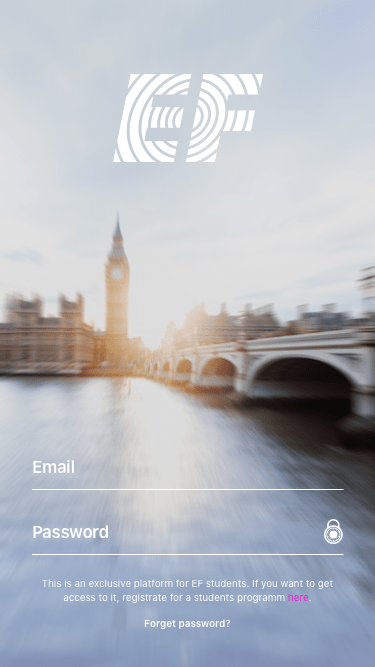 EF
Email
Password
This is an exclusive platform for EF students. If you want to get
access to it, registrate for a students programm here.
Forget password?